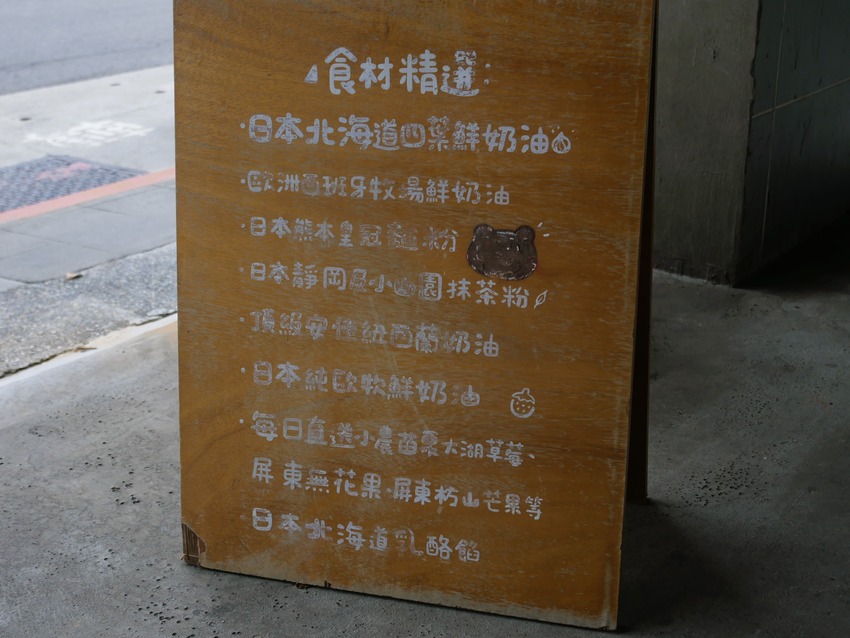 食材精選
·日本北海道四葉鮮奶油
·歐洲西班牙牧場鮮奶油
·日本熊本皇冠麵粉
·日本靜岡呂小山園抹茶粉
·頂級安佳紐西蘭奶油
·日本純歐牧鮮奶油
·每日直送小農苗栗大湖草莓、
屏東無花果·屏東枋山芒果等
日本北海道乳酪餡